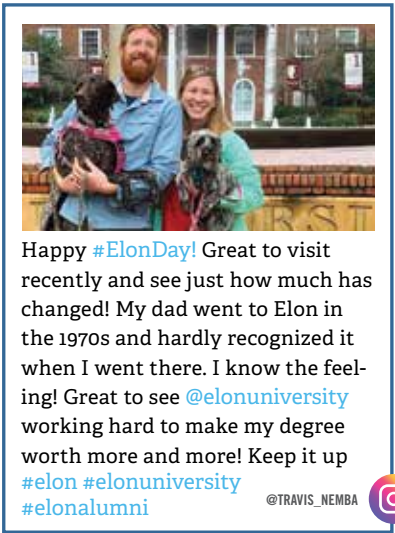 RST
Happy #ElonDay! Great to visit
recently and see just how much has
changed! My dad went to Elon in
the 1970s and hardly recognized it
when I went there. I know the feel-
ing! Great to see @elonuniversity
working hard to make my degree
worth more and more! Keep it up
#elon #elonuniversity
#elonalumni
@TRAVIS_NEMBA